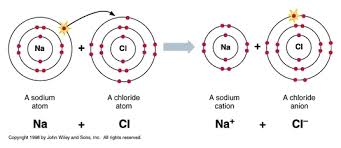 Na + Cl Na + Cl
A sodium atom
A chloride atom
A sodium cation
A chloride anion
Na + Cl Na⁺ + Cl⁻
Copyright 1998 by John Wiley and Sons, Inc. All rights reserved.